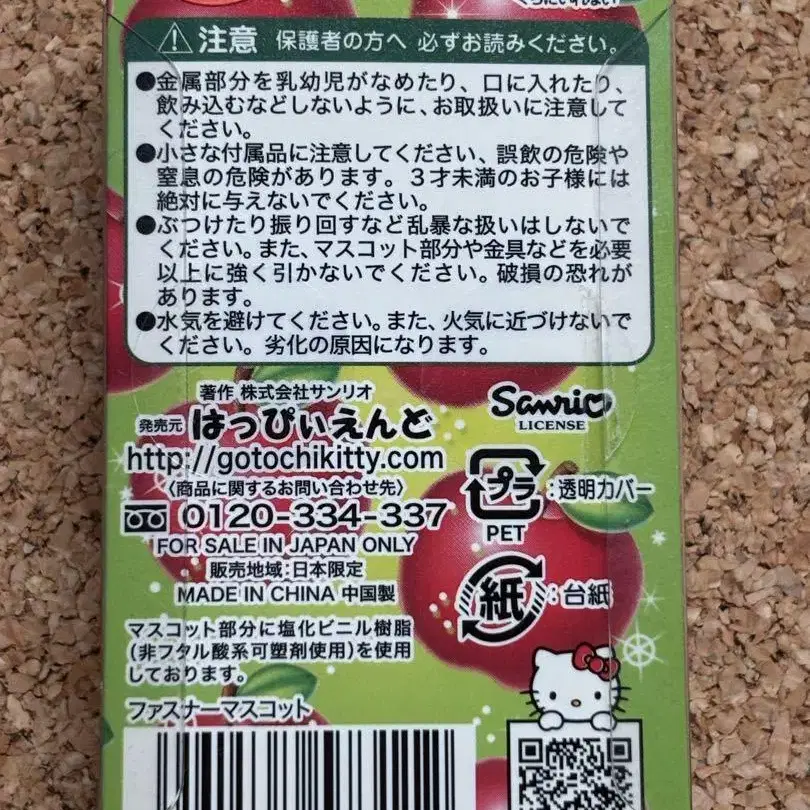 くちにいれない
注意 保護者の方へ 必ずお読みください。
●金属部分を乳幼児がなめたり、口に入れたり、
飲み込むなどしないように、お取扱いに注意して
ください。
●小さな付属品に注意してください、誤飲の危険や
窒息の危険があります。3才未満のお子様には
絶対に与えないでください。
●ぶつけたり振り回すなど乱暴な扱いはしないで
ください。また、マスコット部分や金具などを必要
以上に強く引かないでください。破損の恐れが
あります。
●水気を避けてください。また、火気に近づけないで
ください。劣化の原因になります。
著作 株式会社サンリオ
発売元 はっぴぃえんど
http://gotochikitty.com
〈商品に関するお問い合わせ先〉
0120-334-337
FOR SALE IN JAPAN ONLY
販売地域:日本限定
MADE IN CHINA 中国製
Sanrio
LICENSE
プラ:透明カバー
PET
紙:台紙
マスコット部分に塩化ビニル樹脂
(非フタル酸系可塑剤使用)を使用
しております。
ファスナーマスコット